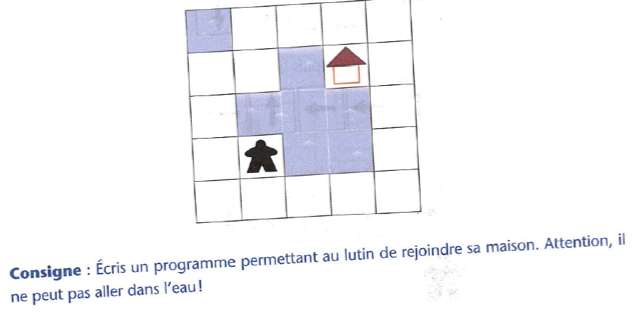 Consigne : Écris un programme permettant au lutin de rejoindre sa maison. Attention, il
ne peut pas aller dans l'eau!